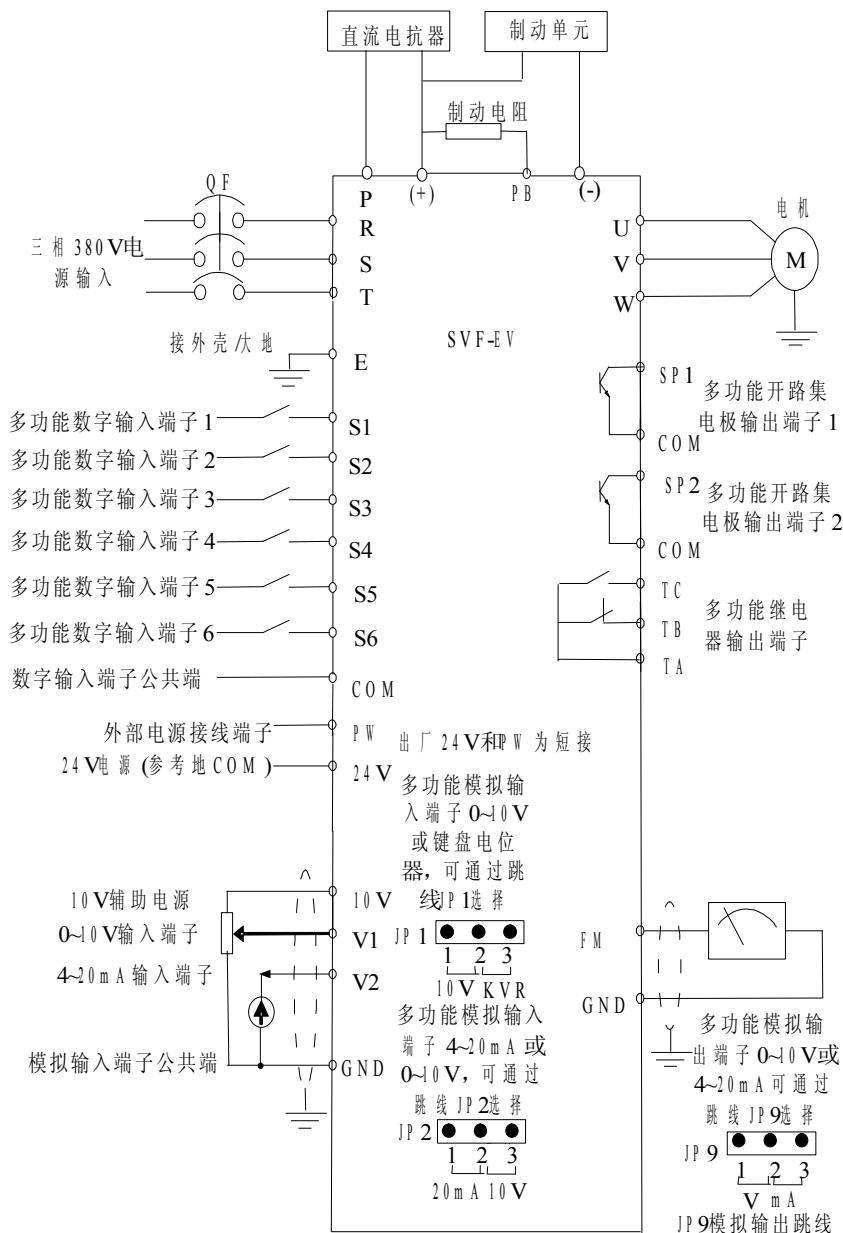 直流电抗器
制动单元
制动电阻
QF
P
(+)
PB
(-)
电机
三相380V电
源输入
R
S
T
U
V
W
M
SVF-EV
接外壳/大地
E
多功能数字输入端子1
S1
多功能数字输入端子2
S2
多功能数字输入端子3
S3
多功能数字输入端子4
S4
多功能数字输入端子5
S5
多功能数字输入端子6
S6
数字输入端子公共端
COM
外部电源接线端子
PW
24V电源(参考地COM)
24V
出厂24V和PW为短接
SP1
多功能开路集
电极输出端子1
COM
SP2
多功能开路集
电极输出端子2
COM
TC
TB
TA
多功能继电
器输出端子
多功能模拟输
入端子0~10V
或键盘电位
器，可通过跳
线JP1选择
JP1
1 2 3
10V KVR
10V辅助电源
10V
0~10V输入端子
V1
4~20mA输入端子
V2
模拟输入端子公共端
GND
多功能模拟输入
端子4~20mA或
0~10V，可通过
跳线JP2选择
JP2
1 2 3
20mA 10V
FM
GND
多功能模拟输
出端子0~10V或
4~20mA可通过
跳线JP9选择
JP9
1 2 3
V mA
JP9模拟输出跳线